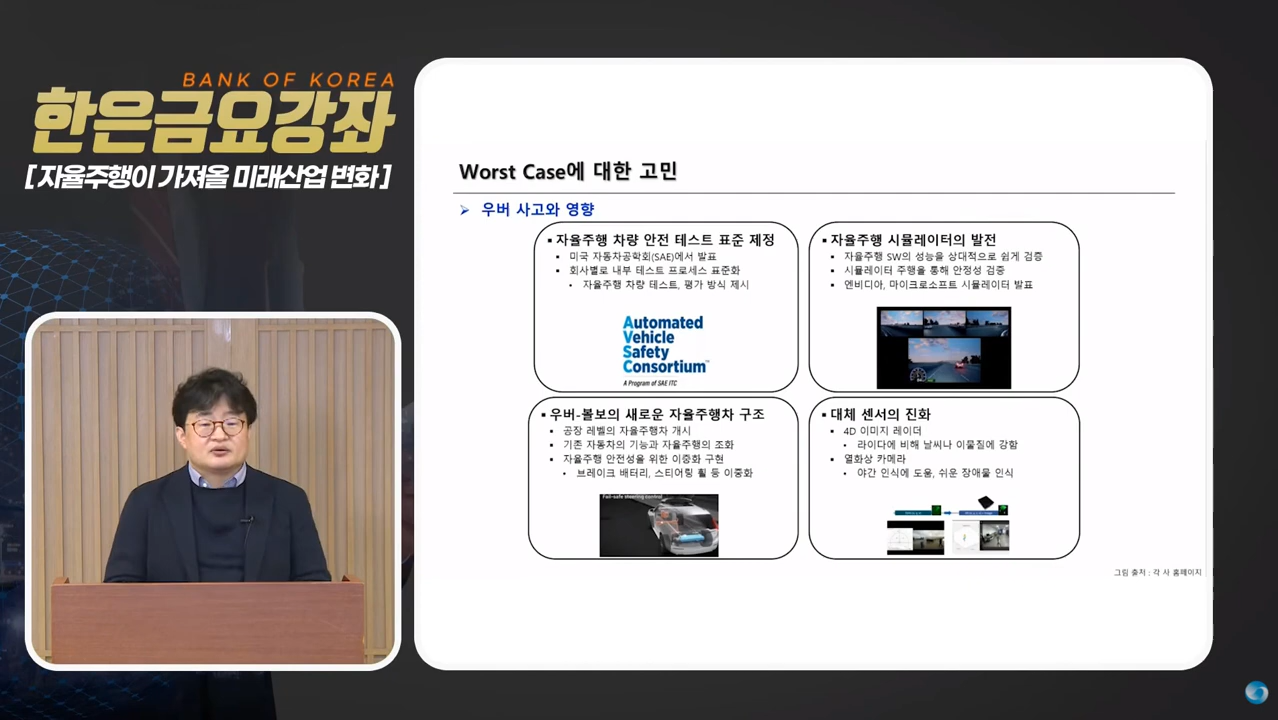 BANK OF KOREA
한은금요강좌
[ 자율주행이 가져올 미래산업 변화 ]
Worst Case에 대한 고민
➢ 우버 사고와 영향
▪ 자율주행 차량 안전 테스트 표준 제정
▪ 미국 자동차공학회(SAE)에서 발표
▪ 회사별로 내부 테스트 프로세스 표준화
• 자율주행 차량 테스트, 평가 방식 제시
Automated
Vehicle
Safety
Consortium™
A Program of SAE ITC
▪ 자율주행 시뮬레이터의 발전
▪ 자율주행 SW의 성능을 상대적으로 쉽게 검증
▪ 시뮬레이터 주행을 통해 안정성 검증
▪ 엔비디아, 마이크로소프트 시뮬레이터 발표
▪ 우버-볼보의 새로운 자율주행차 구조
▪ 공장 레벨의 자율주행차 개시
▪ 기존 자동차의 기능과 자율주행의 조화
▪ 자율주행 안전성을 위한 이중화 구현
• 브레이크 배터리, 스티어링 휠 등 이중화
Fail-safe steering control
▪ 대체 센서의 진화
▪ 4D 이미지 레이더
• 라이다에 비해 날씨나 이물질에 강함
▪ 열화상 카메라
• 야간 인식에 도움, 쉬운 장애물 인식
그림 출처 : 각 사 홈페이지